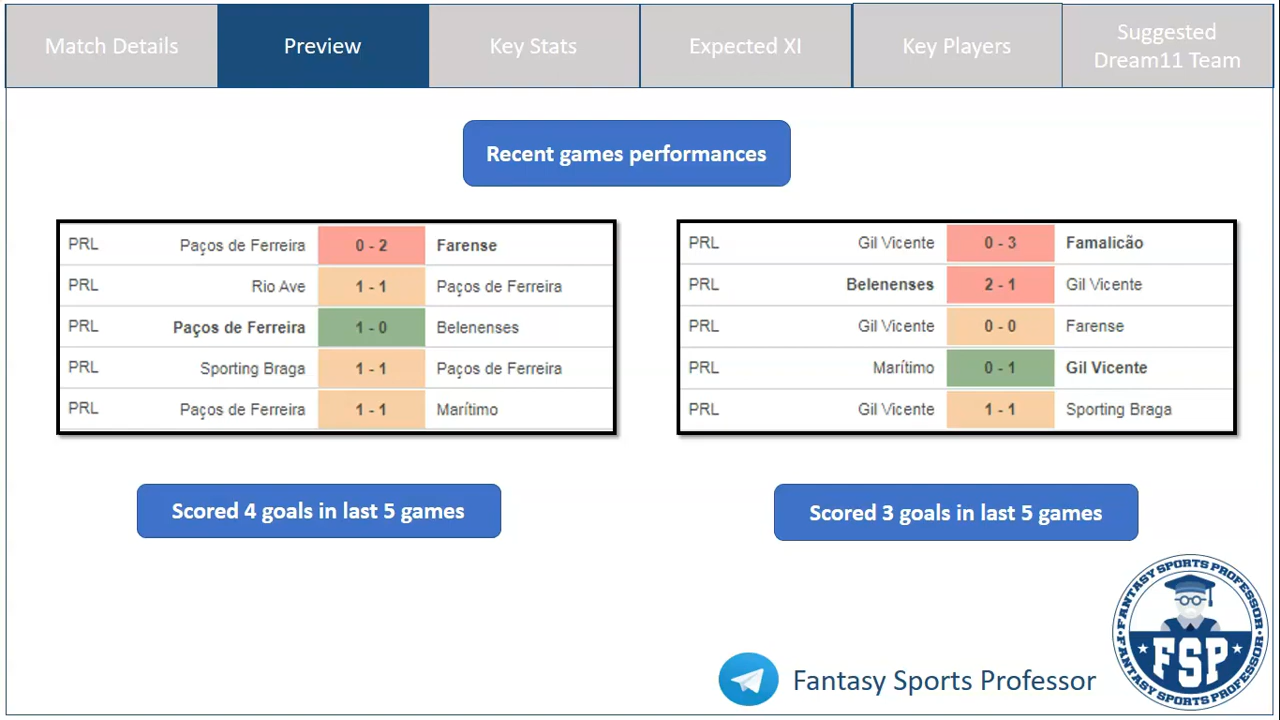 Match Details
Preview
Key Stats
Expected XI
Key Players
Suggested
Dream11 Team
Recent games performances
PRL Paços de Ferreira 0 - 2 Farense
PRL Rio Ave 1 - 1 Paços de Ferreira
PRL Paços de Ferreira 1 - 0 Belenenses
PRL Sporting Braga 1 - 1 Paços de Ferreira
PRL Paços de Ferreira 1 - 1 Marítimo
PRL Gil Vicente 0 - 3 Famalicão
PRL Belenenses 2 - 1 Gil Vicente
PRL Gil Vicente 0 - 0 Farense
PRL Marítimo 0 - 1 Gil Vicente
PRL Gil Vicente 1 - 1 Sporting Braga
Scored 4 goals in last 5 games
Scored 3 goals in last 5 games
Fantasy Sports Professor
FANTASY SPORTS PROFESSOR
FSP
FANTASY SPORTS PROFESSOR